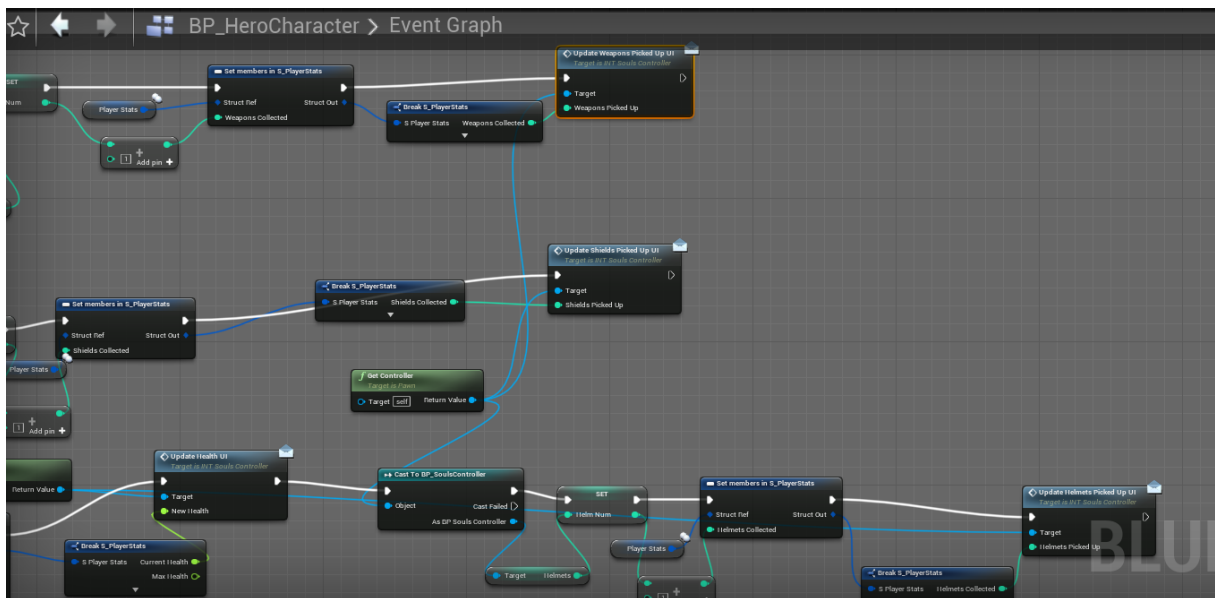 BP_HeroCharacter > Event Graph
Update Weapons Picked Up UI
Target is INT Souls Controller
Target
Weapons Picked Up
SET
Num
Player Stats
Set members in S_PlayerStats
Struct Ref Struct Out
Weapons Collected
1 Add pin +
Break S_PlayerStats
S Player Stats Weapons Collected
Update Shields Picked Up UI
Target is INT Souls Controller
Target
Shields Picked Up
Break S_PlayerStats
S Player Stats Shields Collected
Set members in S_PlayerStats
Struct Ref Struct Out
Shields Collected
Player Stats
1 Add pin +
f Get Controller
Target is Pawn
Target self Return Value
Return Value
Update Health UI
Target is INT Souls Controller
Target
New Health
Break S_PlayerStats
S Player Stats Current Health
Max Health
Cast To BP_SoulsController
Object Cast Failed
As BP Souls Controller
SET
Helm Num
Target Helmets
Player Stats
Set members in S_PlayerStats
Struct Ref Struct Out
Helmets Collected
1
Break S_PlayerStats
S Player Stats Helmets Collected
Update Helmets Picked Up UI
Target is INT Souls Controller
Target
Helmets Picked Up
BLU